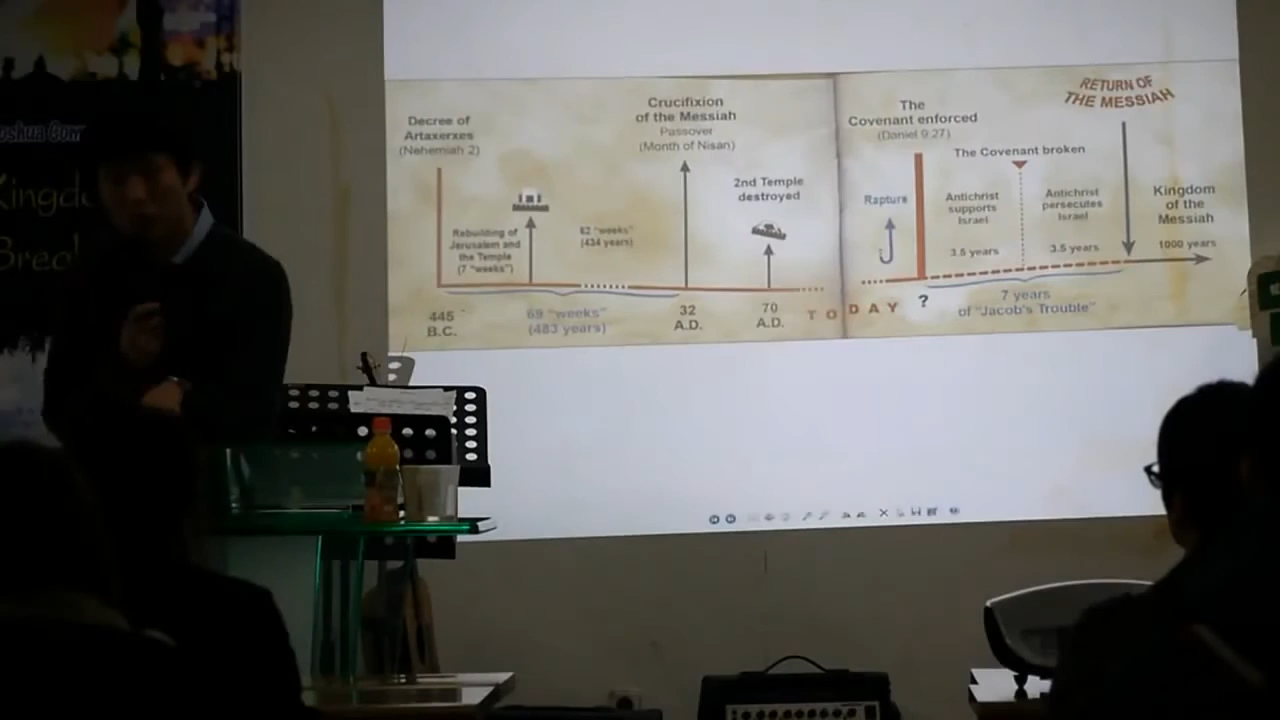 Kingd
Brea
Decree of
Artaxerxes
(Nehemiah 2)
Rebuilding of
Jerusalem and
the Temple
(7 "weeks")
62 "weeks"
(434 years)
Crucifixion
of the Messiah
Passover
(Month of Nisan)
2nd Temple
destroyed
445
B.C.
69 "weeks"
(483 years)
32
A.D.
70
A.D.
TODAY
The
Covenant enforced
(Daniel 9:27)
Rapture
The Covenant broken
Antichrist
supports
Israel
3.5 years
Antichrist
persecutes
Israel
3.5 years
RETURN OF
THE MESSIAH
Kingdom
of the
Messiah
1000 years
?
7 years
of "Jacob's Trouble"